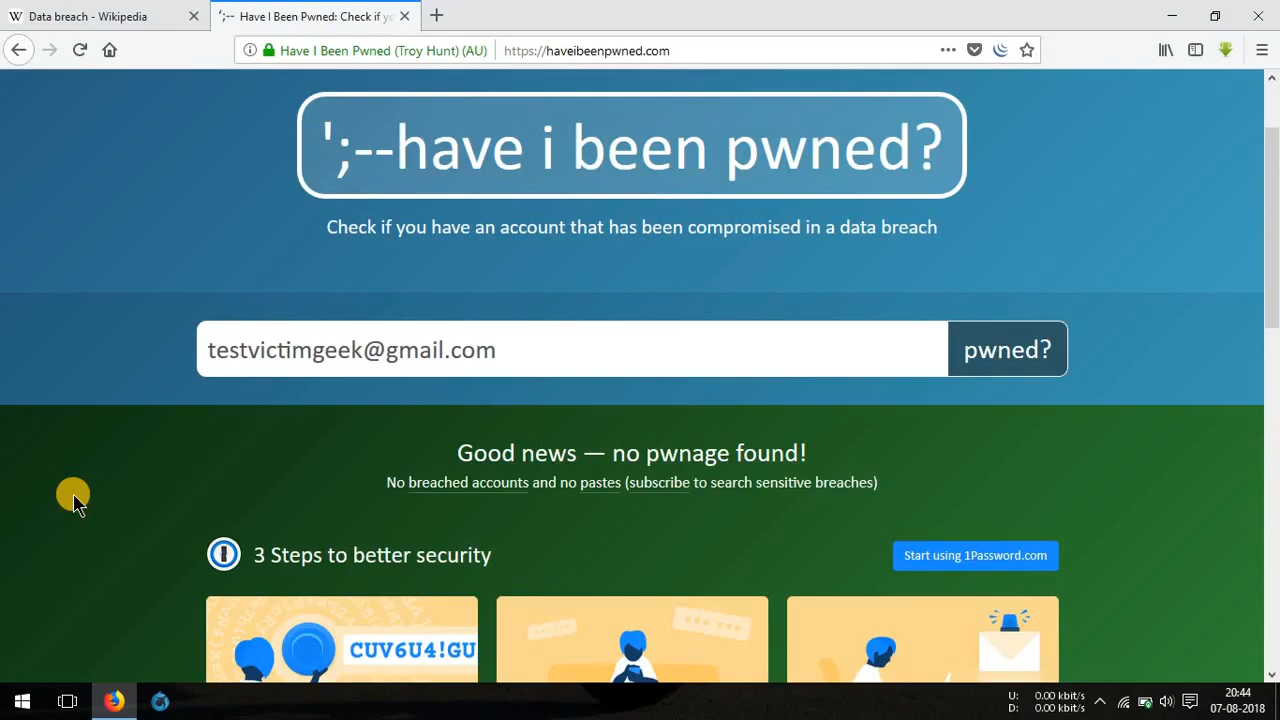 Data breach - Wikipedia
';-- Have I Been Pwned: Check if yo
Have I Been Pwned (Troy Hunt) (AU)
https://haveibeenpwned.com
';--have i been pwned?
Check if you have an account that has been compromised in a data breach
testvictimgeek@gmail.com
pwned?
Good news — no pwnage found!
No breached accounts and no pastes (subscribe to search sensitive breaches)
3 Steps to better security
Start using 1Password.com
CUV6U4!GU
U: 0.00 kbit/s
D: 0.00 kbit/s
20:44
07-08-2018